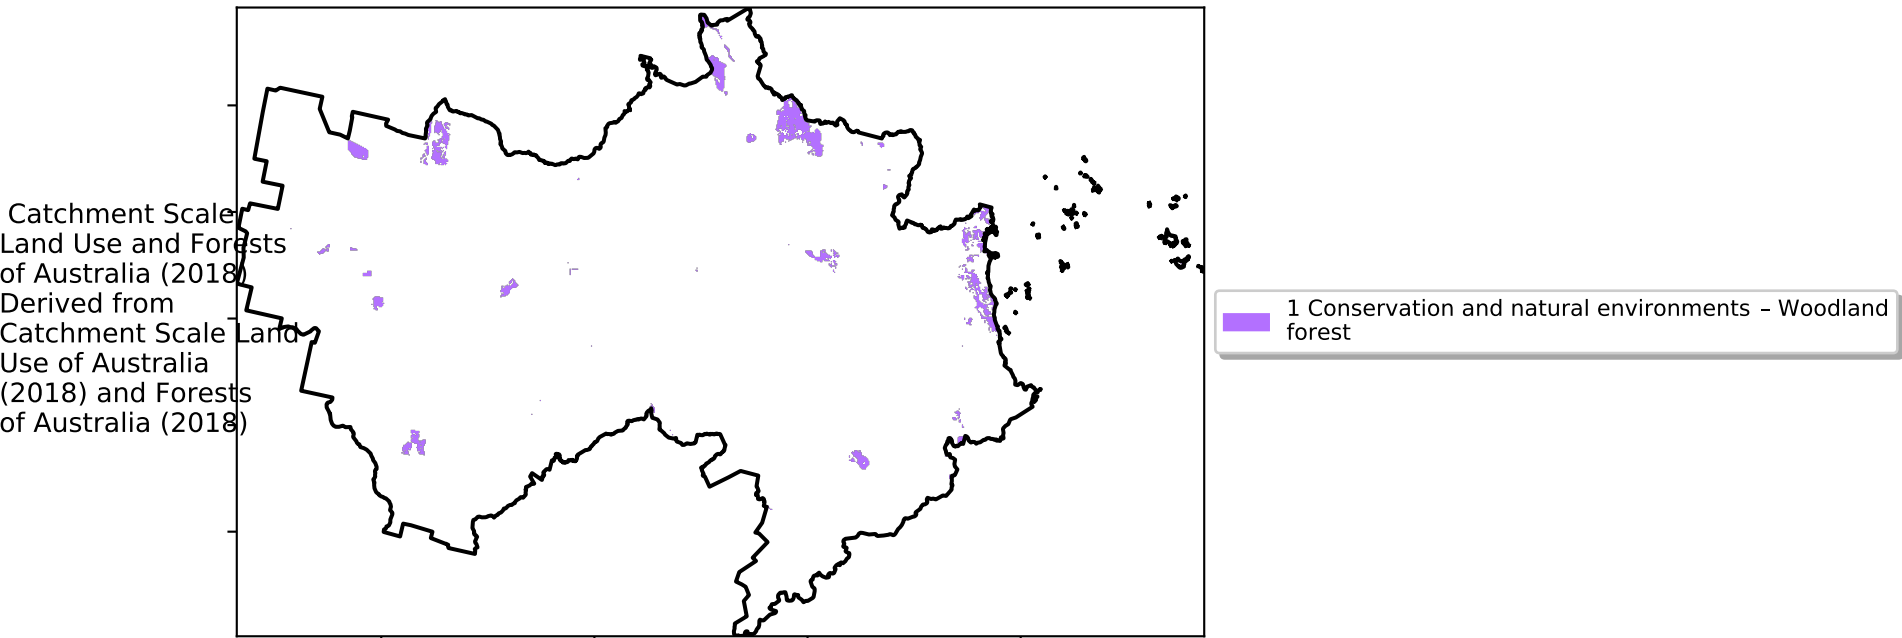 Catchment Scale
Land Use and Forests
of Australia (2018)
Derived from
Catchment Scale Land
Use of Australia
(2018) and Forests
of Australia (2018)
1 Conservation and natural environments – Woodland
forest